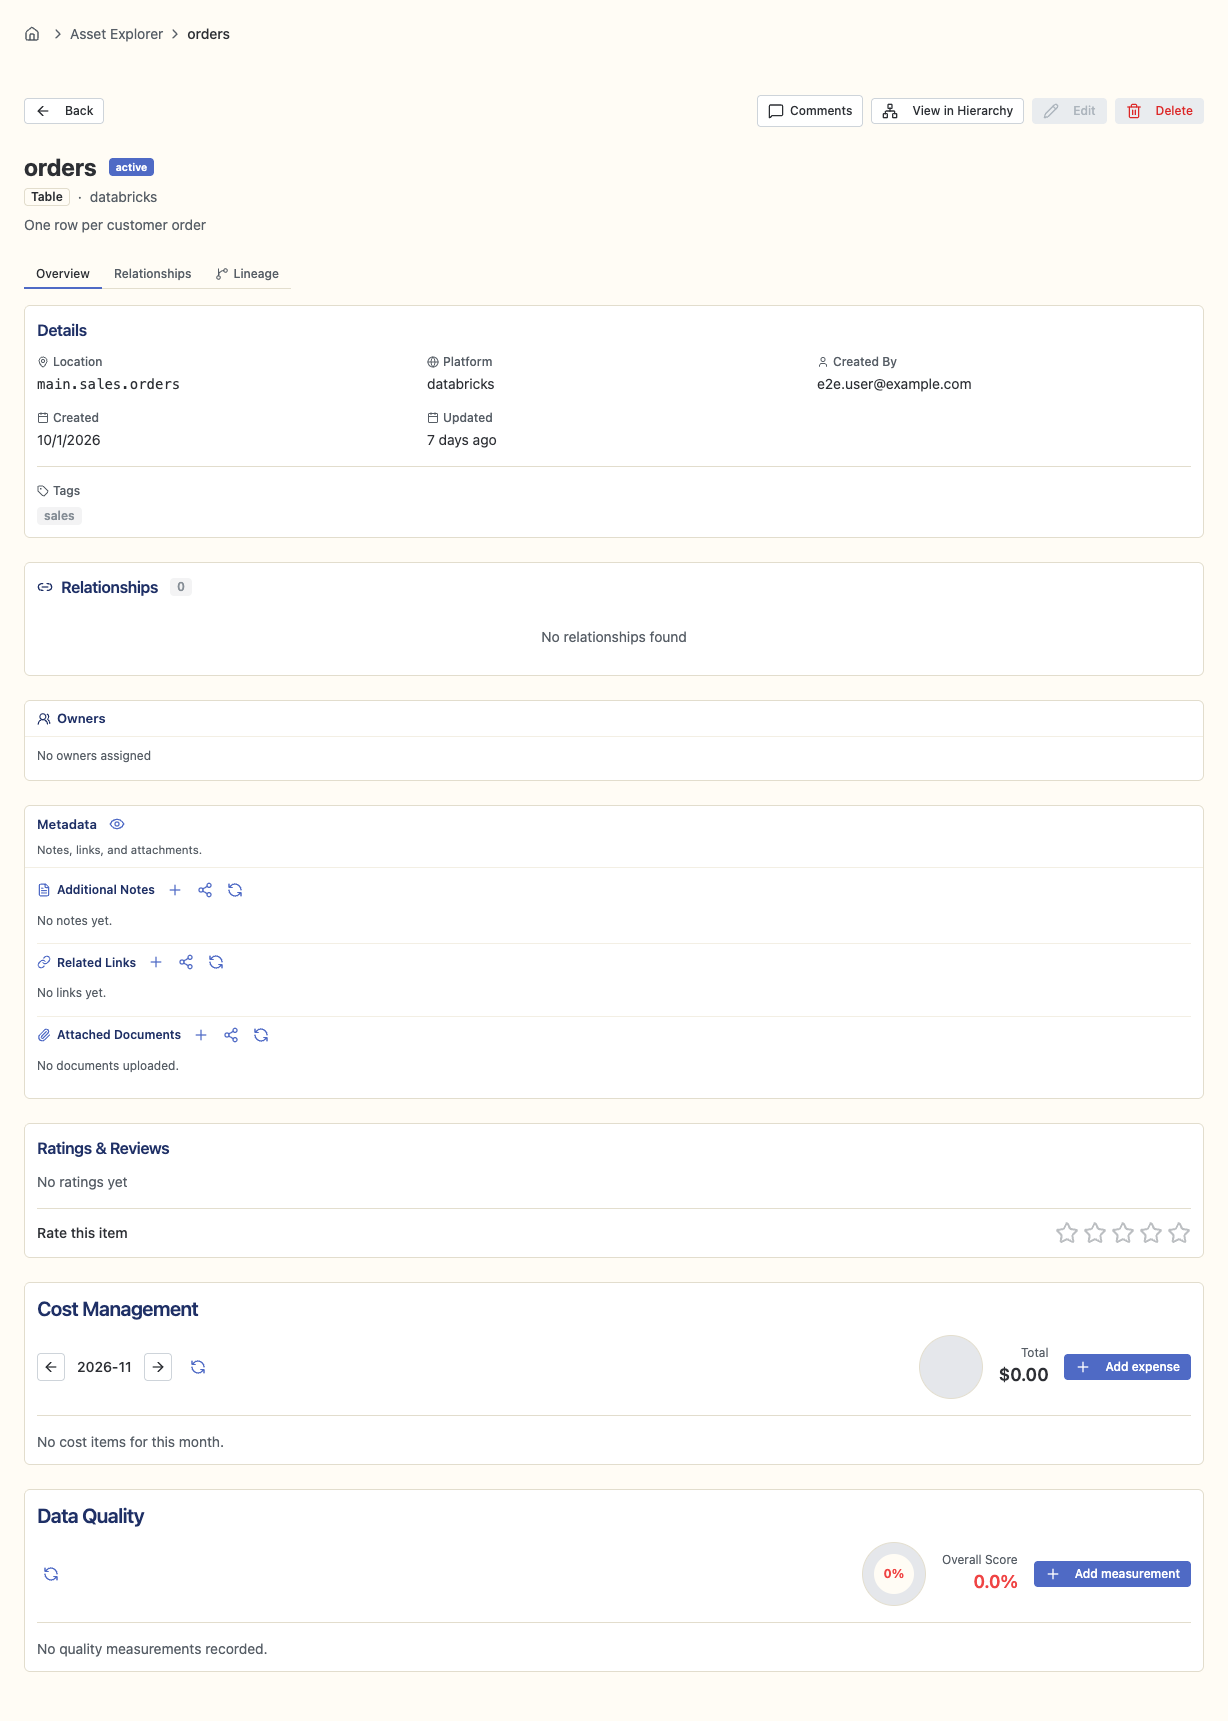 Asset Explorer orders
Back
Comments
View in Hierarchy
Edit
Delete
orders active
Table · databricks
One row per customer order
Overview Relationships Lineage
Details
Location Platform Created By
main.sales.orders databricks e2e.user@example.com
Created Updated
10/1/2026 7 days ago
Tags
sales
Relationships 0
No relationships found
Owners
No owners assigned
Metadata
Notes, links, and attachments.
Additional Notes
No notes yet.
Related Links
No links yet.
Attached Documents
No documents uploaded.
Ratings & Reviews
No ratings yet
Rate this item
Cost Management
2026-11
Total
$0.00
Add expense
No cost items for this month.
Data Quality
0%
Overall Score
0.0%
Add measurement
No quality measurements recorded.